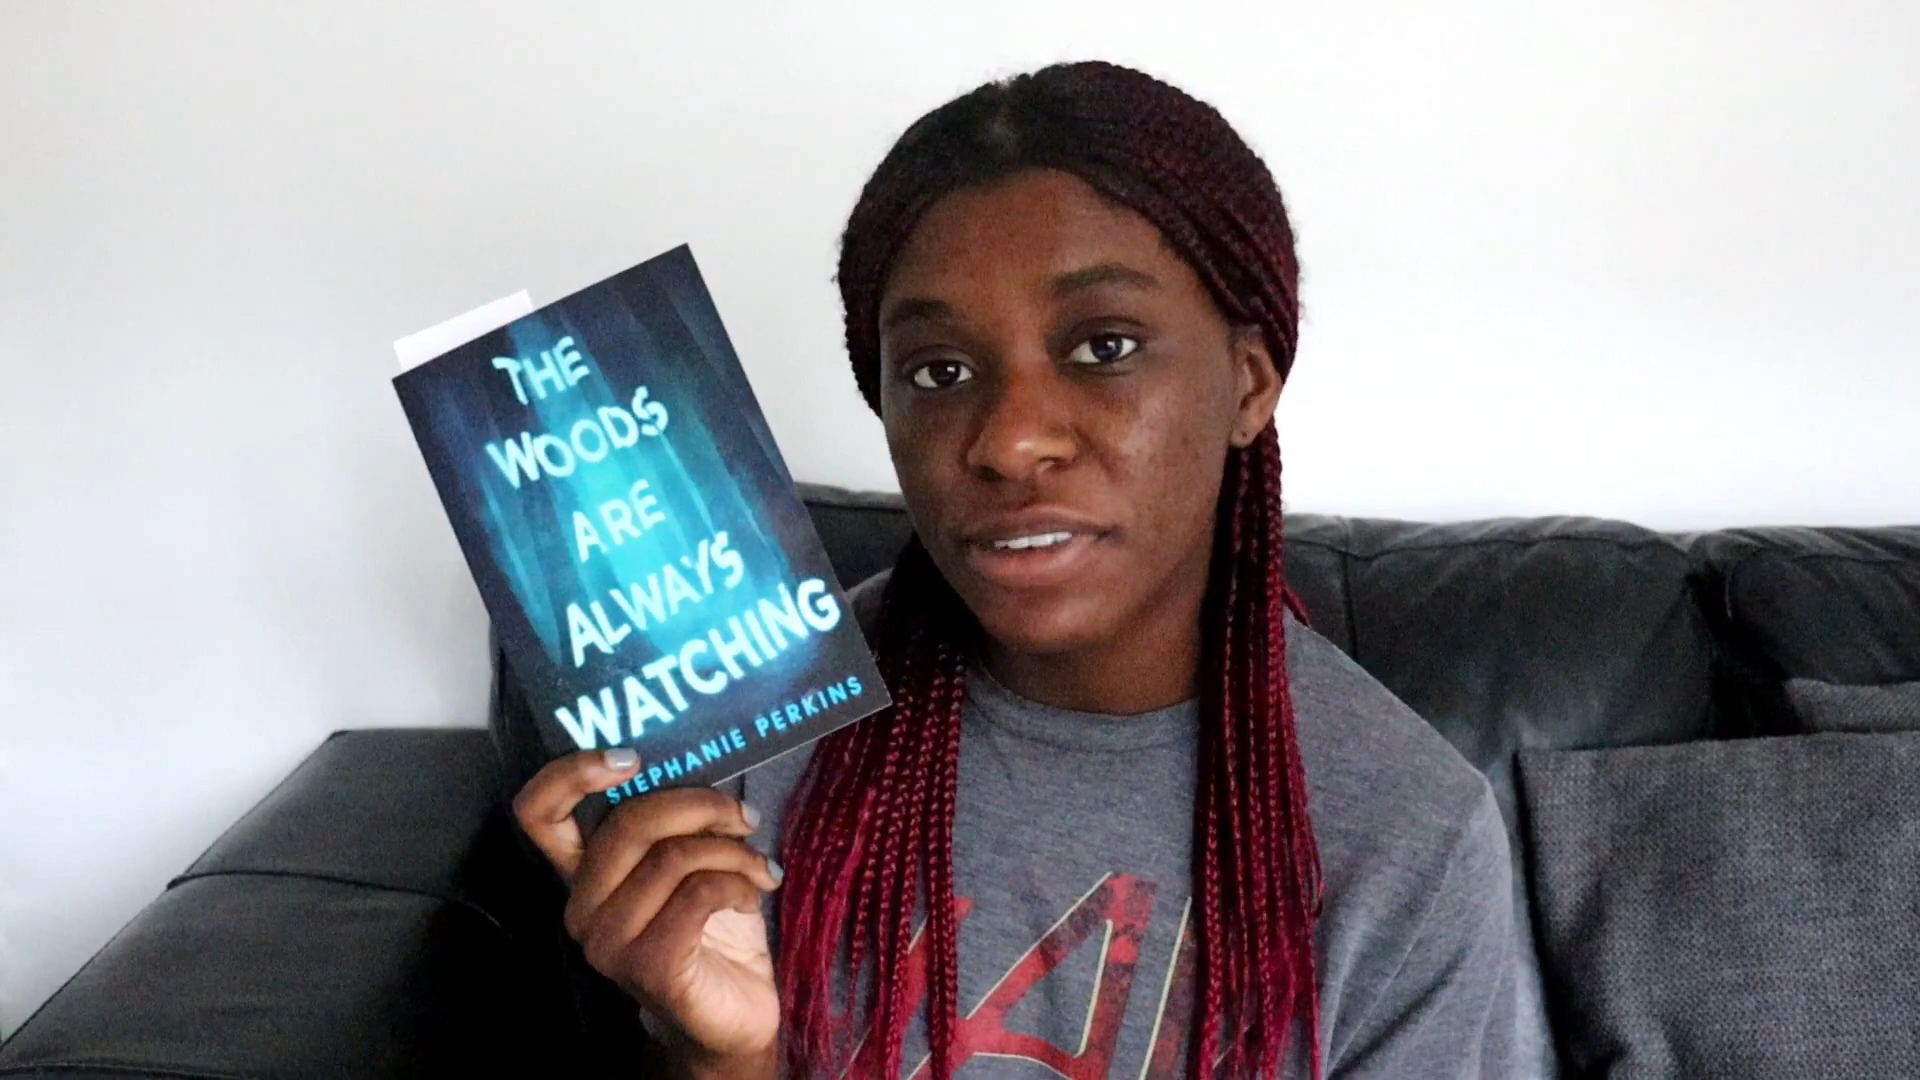 THE
WOODS
ARE
ALWAYS
WATCHING
STEPHANIE PERKINS